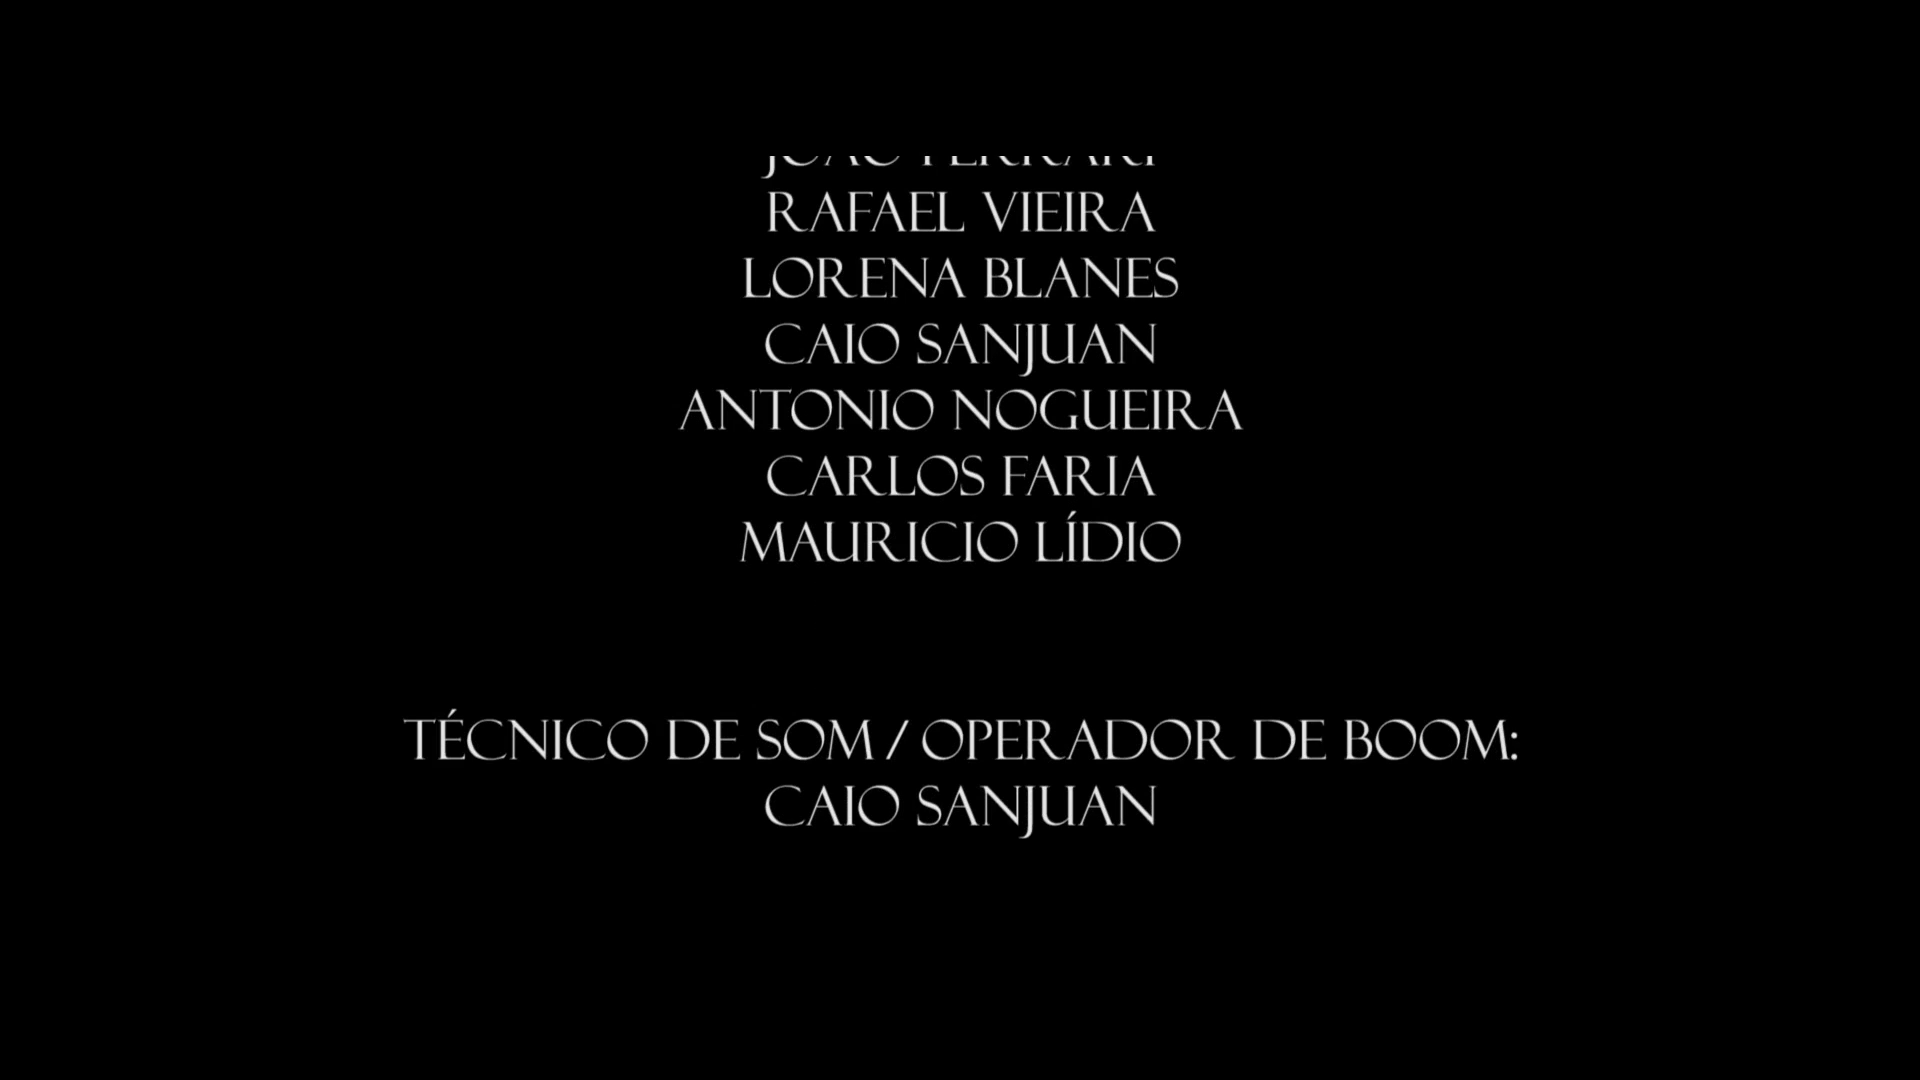 RAFAEL VIEIRA
LORENA BLANES
CAIO SANJUAN
ANTONIO NOGUEIRA
CARLOS FARIA
MAURICIO LÍDIO
TÉCNICO DE SOM / OPERADOR DE BOOM:
CAIO SANJUAN